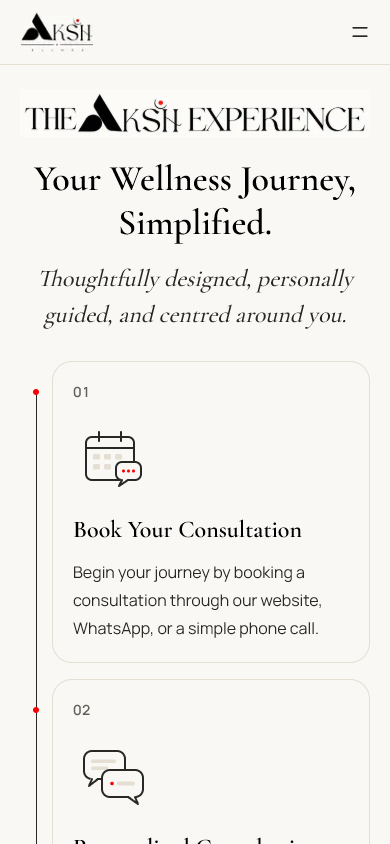 AKSH
THE AKSH EXPERIENCE
Your Wellness Journey,
Simplified.
Thoughtfully designed, personally
guided, and centred around you.
01
Book Your Consultation
Begin your journey by booking a
consultation through our website,
WhatsApp, or a simple phone call.
02